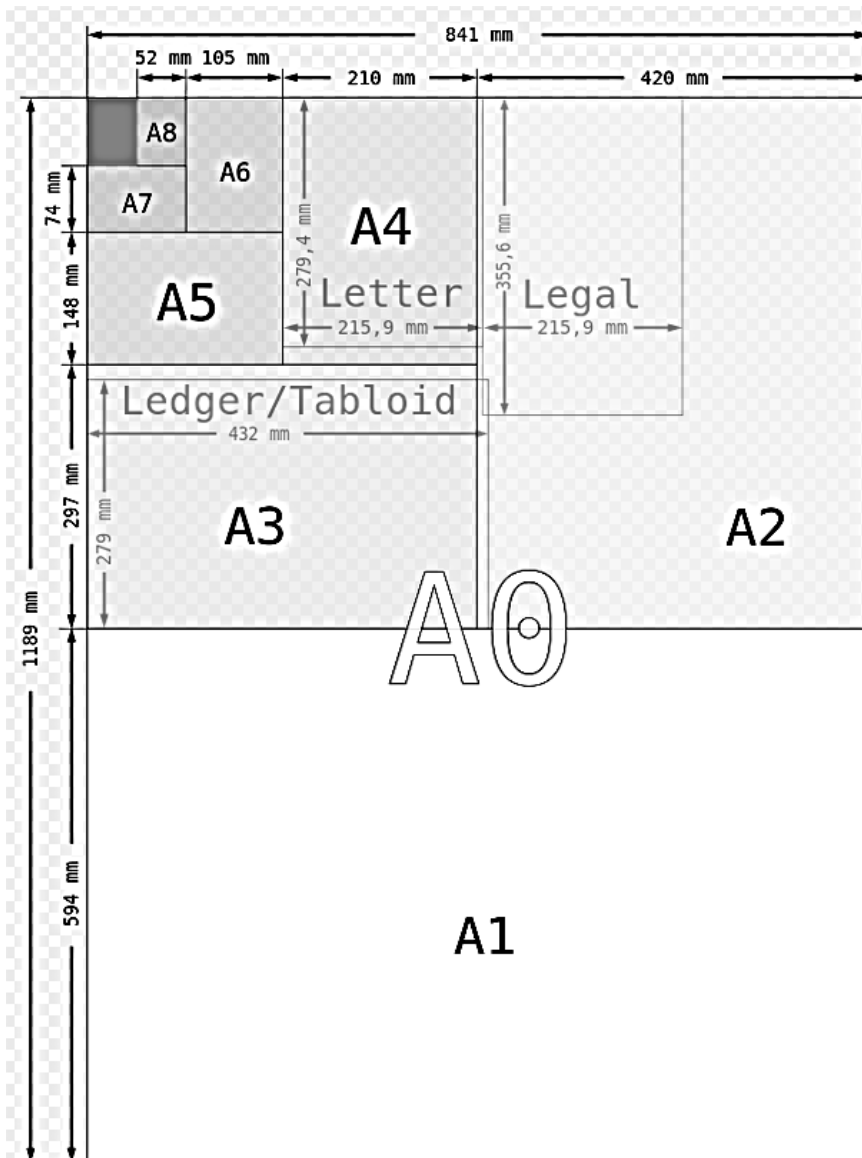 841 mm
52 mm 105 mm
210 mm
420 mm
A8
A6
A7
74 mm
A4
279,4 mm
355,6 mm
A5
148 mm
Letter
Legal
215,9 mm
215,9 mm
Ledger/Tabloid
432 mm
297 mm
279 mm
A3
A2
1189 mm
A0
594 mm
A1